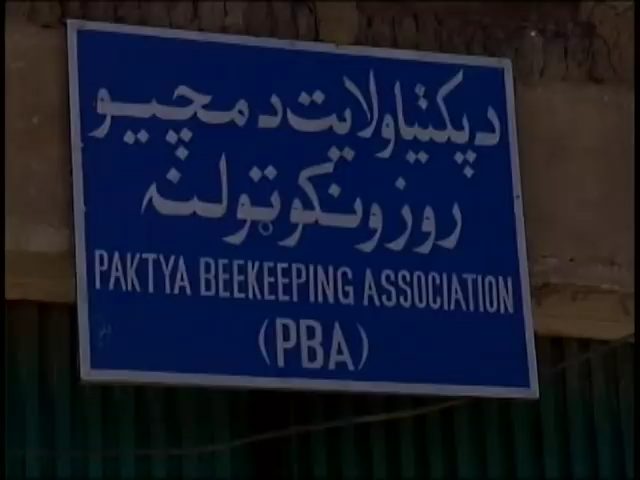 د پکتیا ولایت د مچیو
روزونکو ټولنه
PAKTYA BEEKEEPING ASSOCIATION
(PBA)